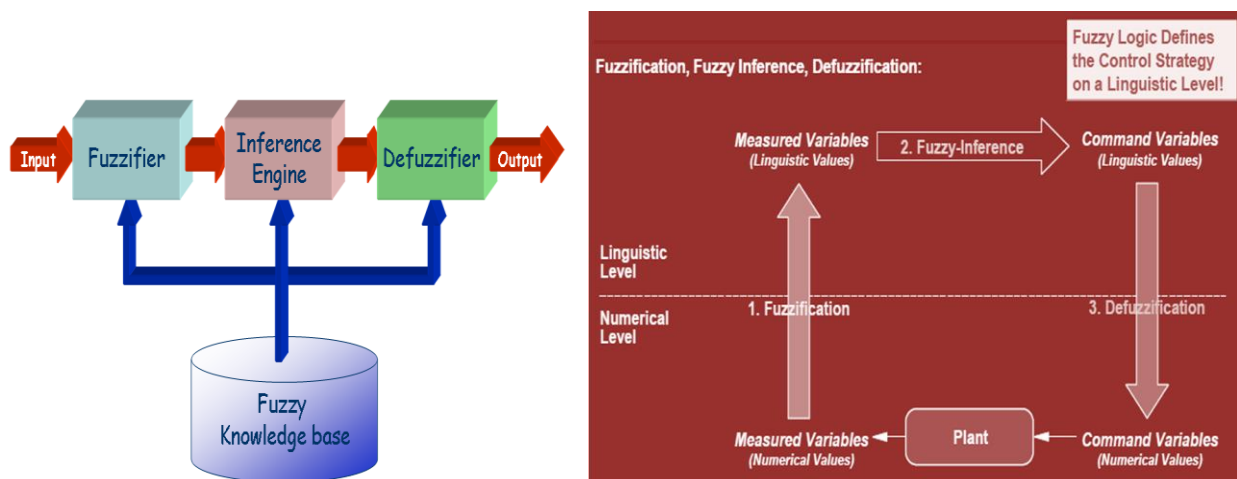 Input
Fuzzifier
Inference
Engine
Defuzzifier
Output
Fuzzy
Knowledge base
Fuzzy Logic Defines
the Control Strategy
on a Linguistic Level!
Fuzzification, Fuzzy Inference, Defuzzification:
Measured Variables
(Linguistic Values)
2. Fuzzy-Inference
Command Variables
(Linguistic Values)
Linguistic
Level
1. Fuzzification
3. Defuzzification
Numerical
Level
Measured Variables
(Numerical Values)
Plant
Command Variables
(Numerical Values)